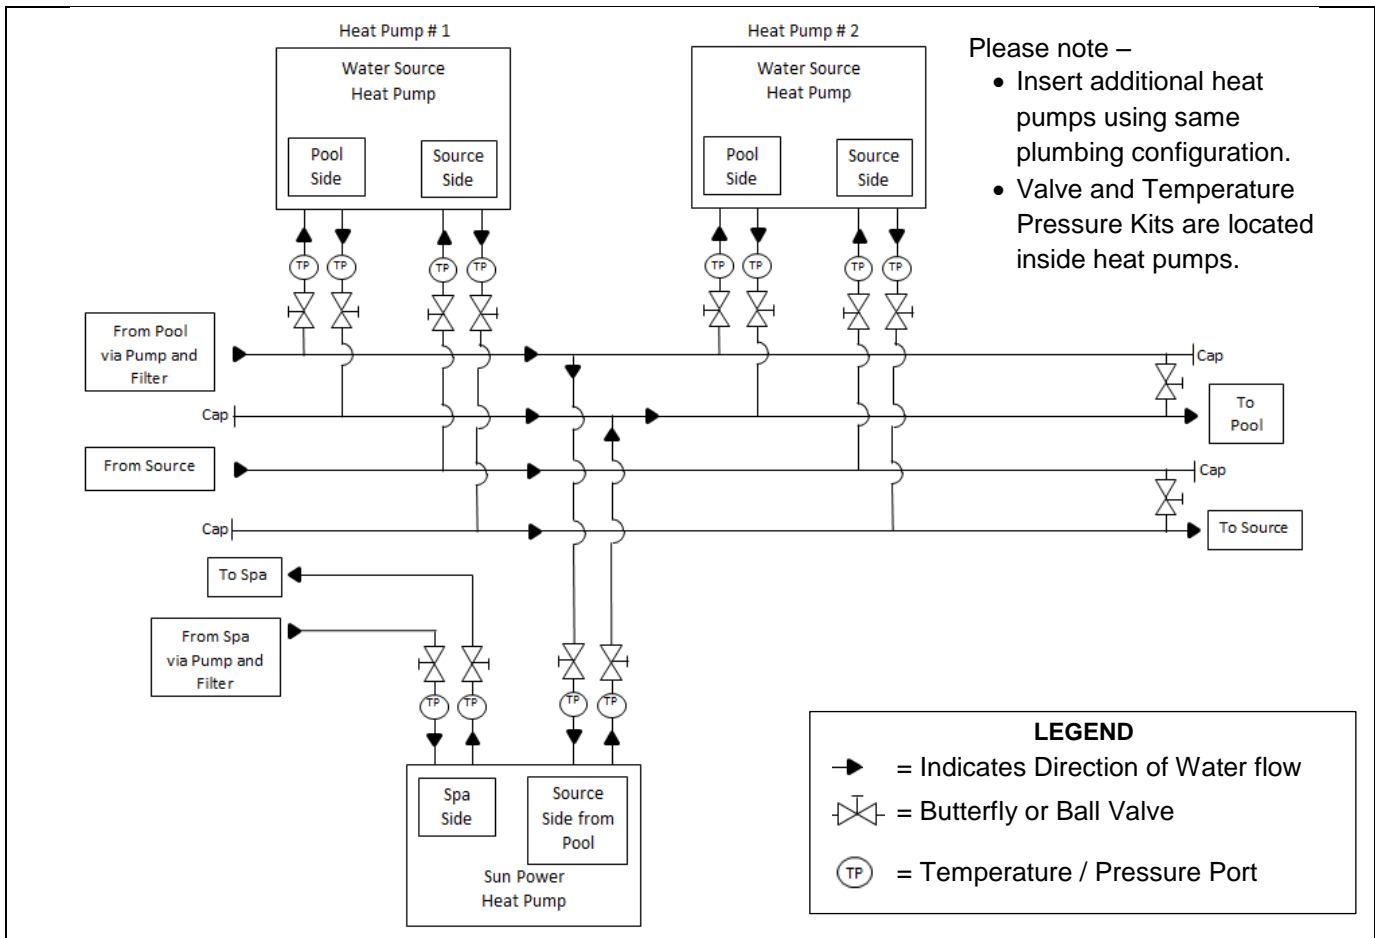 Heat Pump # 1
Water Source
Heat Pump
Pool
Side
Source
Side
TP
TP
TP
TP
Heat Pump # 2
Water Source
Heat Pump
Pool
Side
Source
Side
TP
TP
TP
TP
Please note –
• Insert additional heat
pumps using same
plumbing configuration.
• Valve and Temperature
Pressure Kits are located
inside heat pumps.
From Pool
via Pump and
Filter
Cap
Cap
To
Pool
From Source
Cap
Cap
To Source
To Spa
From Spa
via Pump and
Filter
TP
TP
TP
TP
Spa
Side
Source
Side from
Pool
Sun Power
Heat Pump
LEGEND
= Indicates Direction of Water flow
= Butterfly or Ball Valve
TP = Temperature / Pressure Port